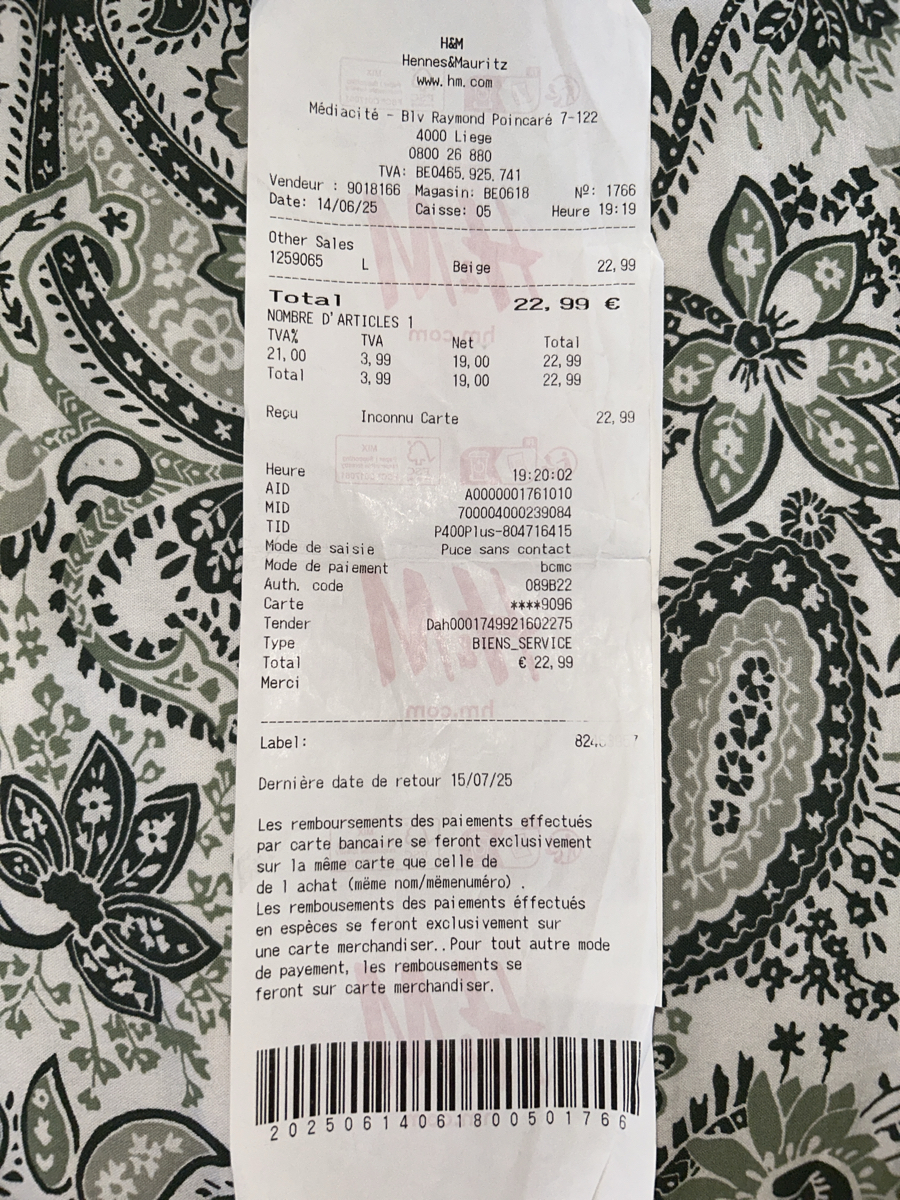 H&M
Hennes&Mauritz
www.hm.com
Médiacité - Blv Raymond Poincaré 7-122
4000 Liege
0800 26 880
TVA: BE0465.925.741
Vendeur : 9018166 Magasin: BE0618 Nº: 1766
Date: 14/06/25 Caisse: 05 Heure 19:19
Other Sales
1259065 L Beige 22,99
Total 22,99 €
NOMBRE D'ARTICLES 1
TVA% TVA Net Total
21,00 3,99 19,00 22,99
Total 3,99 19,00 22,99
Reçu Inconnu Carte 22,99
Heure 19:20:02
AID A0000001761010
MID 700004000239084
TID P400Plus-804716415
Mode de saisie Puce sans contact
Mode de paiement bcmc
Auth. code 089B22
Carte ****9096
Tender Dah0001749921602275
Type BIENS_SERVICE
Total € 22,99
Merci
Label:
Dernière date de retour 15/07/25
Les remboursements des paiements effectués
par carte bancaire se feront exclusivement
sur la même carte que celle de
de l achat (mëme nom/mëmenuméro) .
Les rembousements des paiements éffectués
en espèces se feront exclusivement sur
une carte merchandiser..Pour tout autre mode
de payement, les rembousements se
feront sur carte merchandiser.
2025061406180050 1766